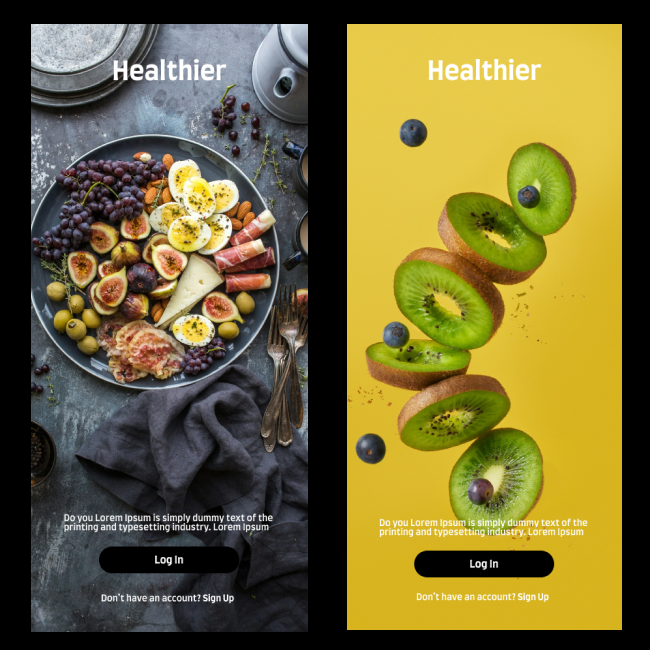 Healthier
Do you Lorem Ipsum is simply dummy text of the
printing and typesetting industry. Lorem Ipsum
Log In
Don't have an account? Sign Up
Healthier
Do you Lorem Ipsum is simply dummy text of the
printing and typesetting industry. Lorem Ipsum
Log In
Don't have an account? Sign Up